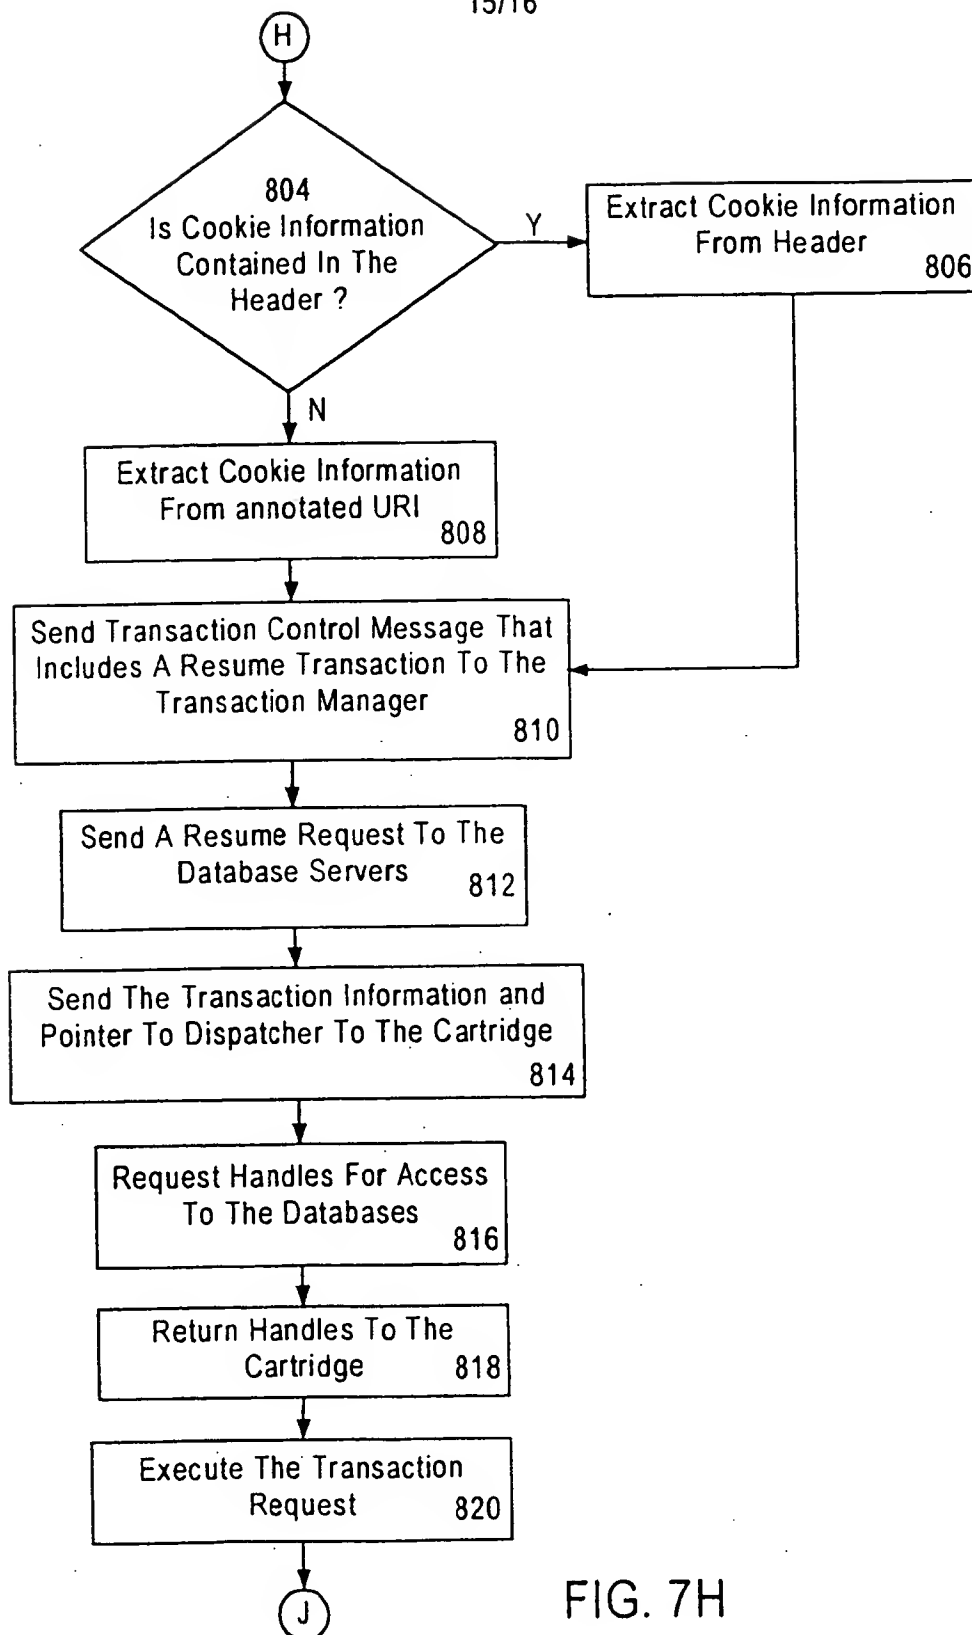 15/16
H
804
Is Cookie Information
Contained In The
Header ?
Y
Extract Cookie Information
From Header
806
N
Extract Cookie Information
From annotated URI
808
Send Transaction Control Message That
Includes A Resume Transaction To The
Transaction Manager
810
Send A Resume Request To The
Database Servers
812
Send The Transaction Information and
Pointer To Dispatcher To The Cartridge
814
Request Handles For Access
To The Databases
816
Return Handles To The
Cartridge
818
Execute The Transaction
Request
820
J
FIG. 7H